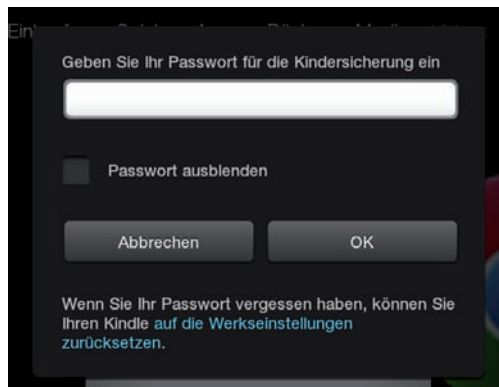 Geben Sie Ihr Passwort für die Kindersicherung ein
Passwort ausblenden
Abbrechen
OK
Wenn Sie Ihr Passwort vergessen haben, können Sie
Ihren Kindle auf die Werkseinstellungen
zurücksetzen.